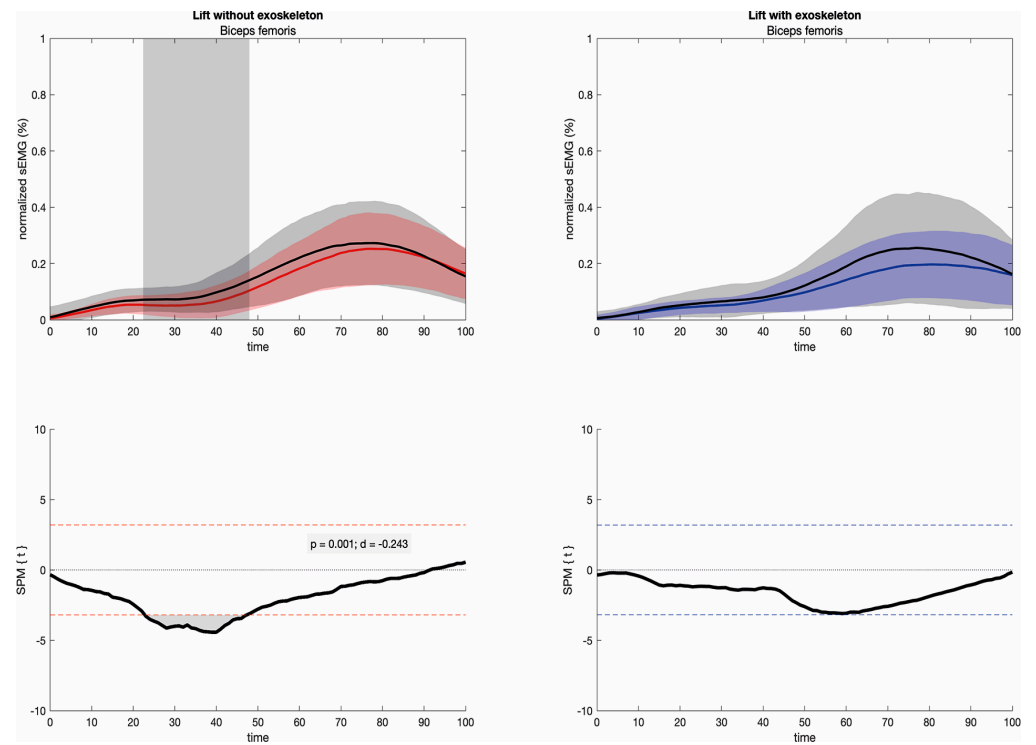 Lift without exoskeleton
Biceps femoris
1
0.8
0.6
0.4
0.2
0
normalized sEMG (%)
0 10 20 30 40 50 60 70 80 90 100
time
Lift with exoskeleton
Biceps femoris
1
0.8
0.6
0.4
0.2
0
normalized sEMG (%)
0 10 20 30 40 50 60 70 80 90 100
time
10
5
0
-5
-10
SPM { t }
p = 0.001; d = -0.243
0 10 20 30 40 50 60 70 80 90 100
time
10
5
0
-5
-10
SPM { t }
0 10 20 30 40 50 60 70 80 90 100
time